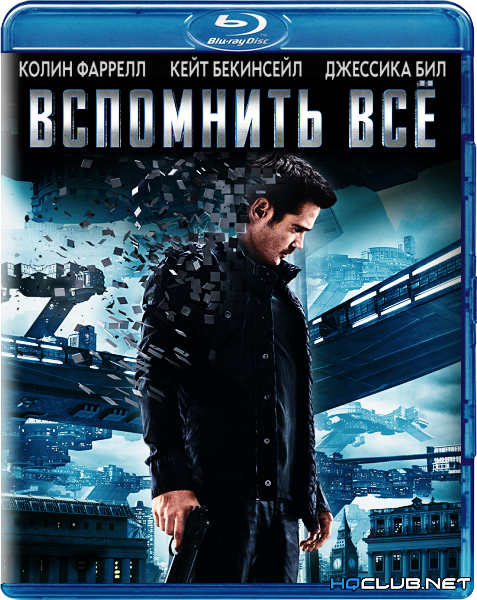 Blu-ray Disc
КОЛИН ФАРРЕЛЛ КЕЙТ БЕКИНСЕЙЛ ДЖЕССИКА БИЛ
ВСПОМНИТЬ ВСЁ
HQCLUB.NET